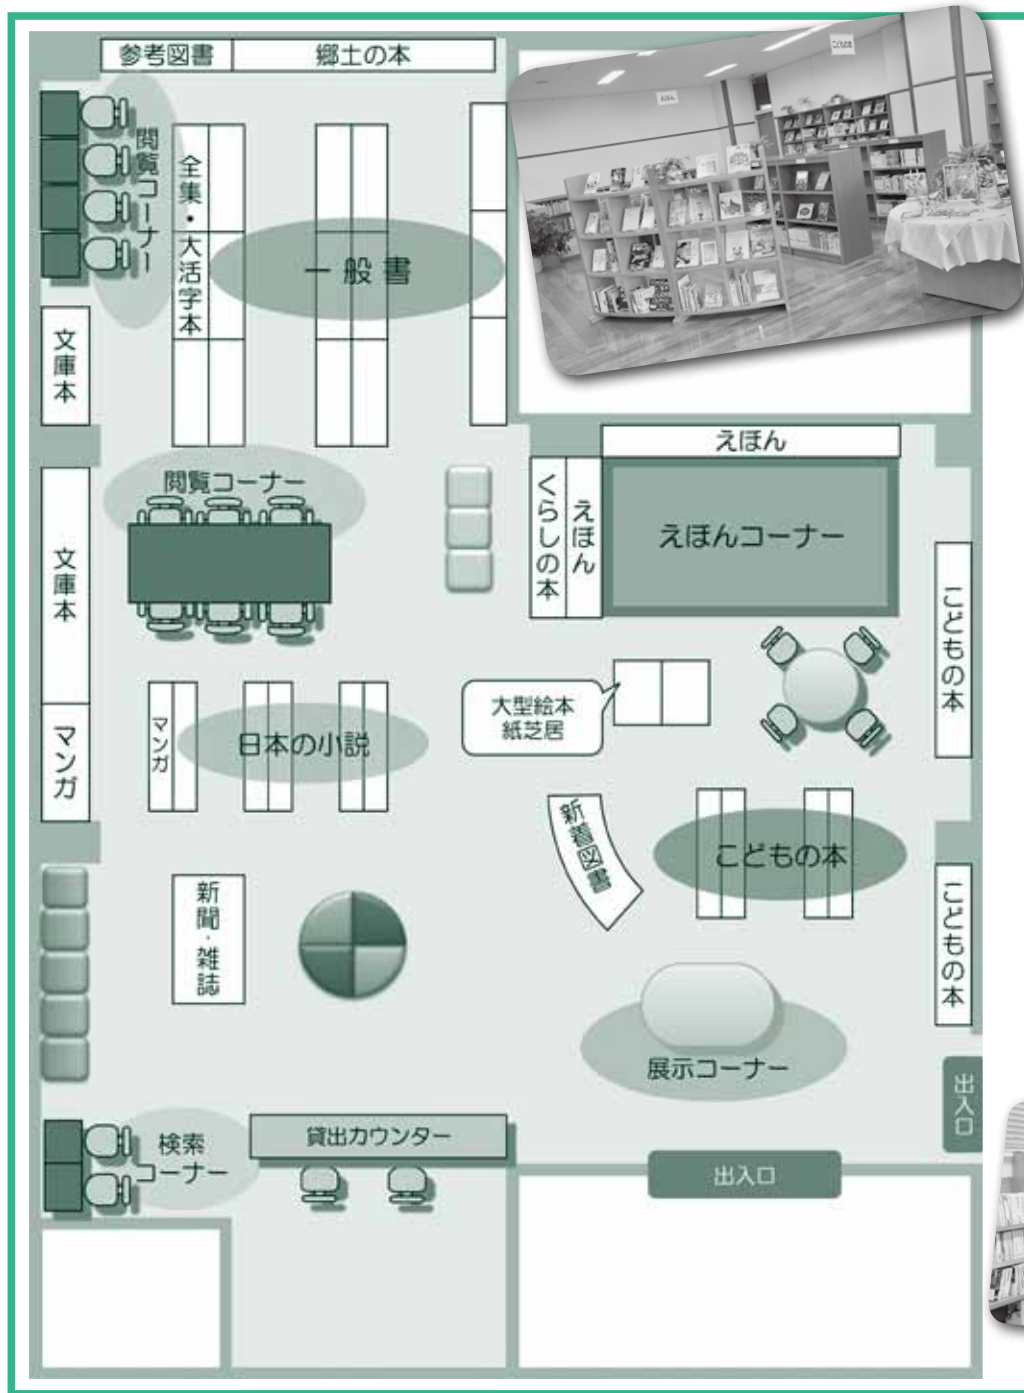 参考図書
郷土の本
閲覧コーナー
全集・大活字本
一般書
文庫本
えほん
くらしの本
えほん
えほんコーナー
閲覧コーナー
文庫本
こどもの本
大型絵本
紙芝居
マンガ
マンガ
日本の小説
新着図書
こどもの本
新聞・雑誌
こどもの本
展示コーナー
出入口
検索
コーナー
貸出カウンター
出入口
えほん